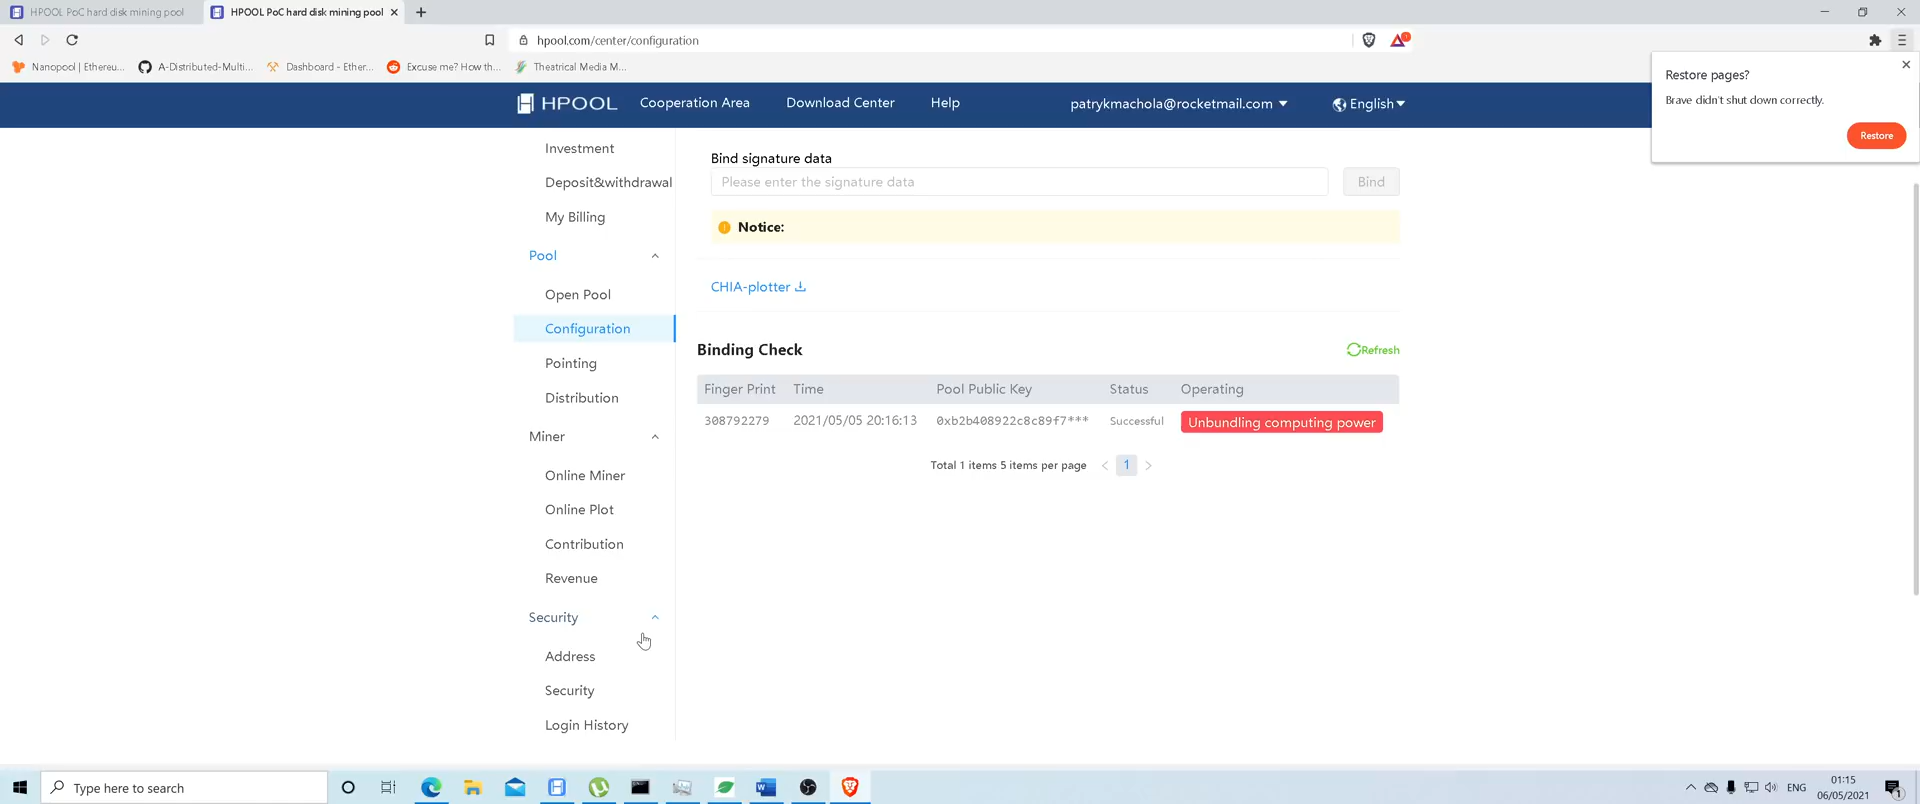 HPOOL PoC hard disk mining pool
HPOOL PoC hard disk mining pool
hpool.com/center/configuration
Nanopool | Ethereu...
A-Distributed-Multi...
Dashboard - Ether...
Excuse me? How th...
Theatrical Media M...
Restore pages?
Brave didn't shut down correctly.
Restore
HPOOL
Cooperation Area
Download Center
Help
patrykmachola@rocketmail.com
English
Investment
Deposit&withdrawal
My Billing
Pool
Open Pool
Configuration
Pointing
Distribution
Miner
Online Miner
Online Plot
Contribution
Revenue
Security
Address
Security
Login History
Bind signature data
Please enter the signature data
Bind
Notice:
CHIA-plotter
Binding Check
Refresh
Finger Print Time Pool Public Key Status Operating
308792279 2021/05/05 20:16:13 0xb2b408922c8c89f7*** Successful Unbundling computing power
Total 1 items 5 items per page < 1 >
Type here to search
ENG
01:15
06/05/2021
1